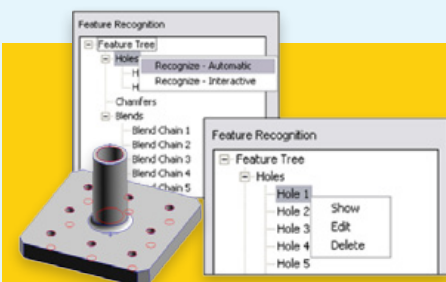 Feature Recognition
Feature Tree
Holes
H
H
Recognize - Automatic
Recognize - Interactive
Chamfers
Blends
Blend Chain 1
Blend Chain 2
Blend Chain 3
Blend Chain 4
d Chain 5
Feature Recognition
Feature Tree
Holes
Hole 1
Hole 2
Hole 3
Hole 4
Hole 5
Show
Edit
Delete